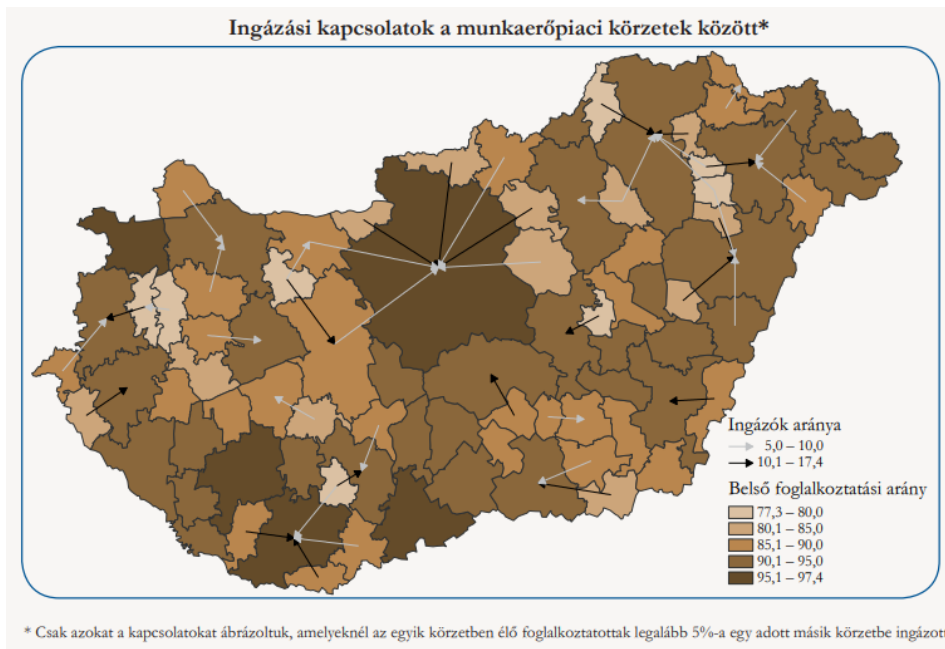 Ingázási kapcsolatok a munkaerőpiaci körzetek között*
Ingázók aránya
5,0 – 10,0
10,1 – 17,4
Belső foglalkoztatási arány
77,3 – 80,0
80,1 – 85,0
85,1 – 90,0
90,1 – 95,0
95,1 – 97,4
* Csak azokat a kapcsolatokat ábrázoltuk, amelyeknél az egyik körzetben élő foglalkoztatottak legalább 5%-a egy adott másik körzetbe ingázott